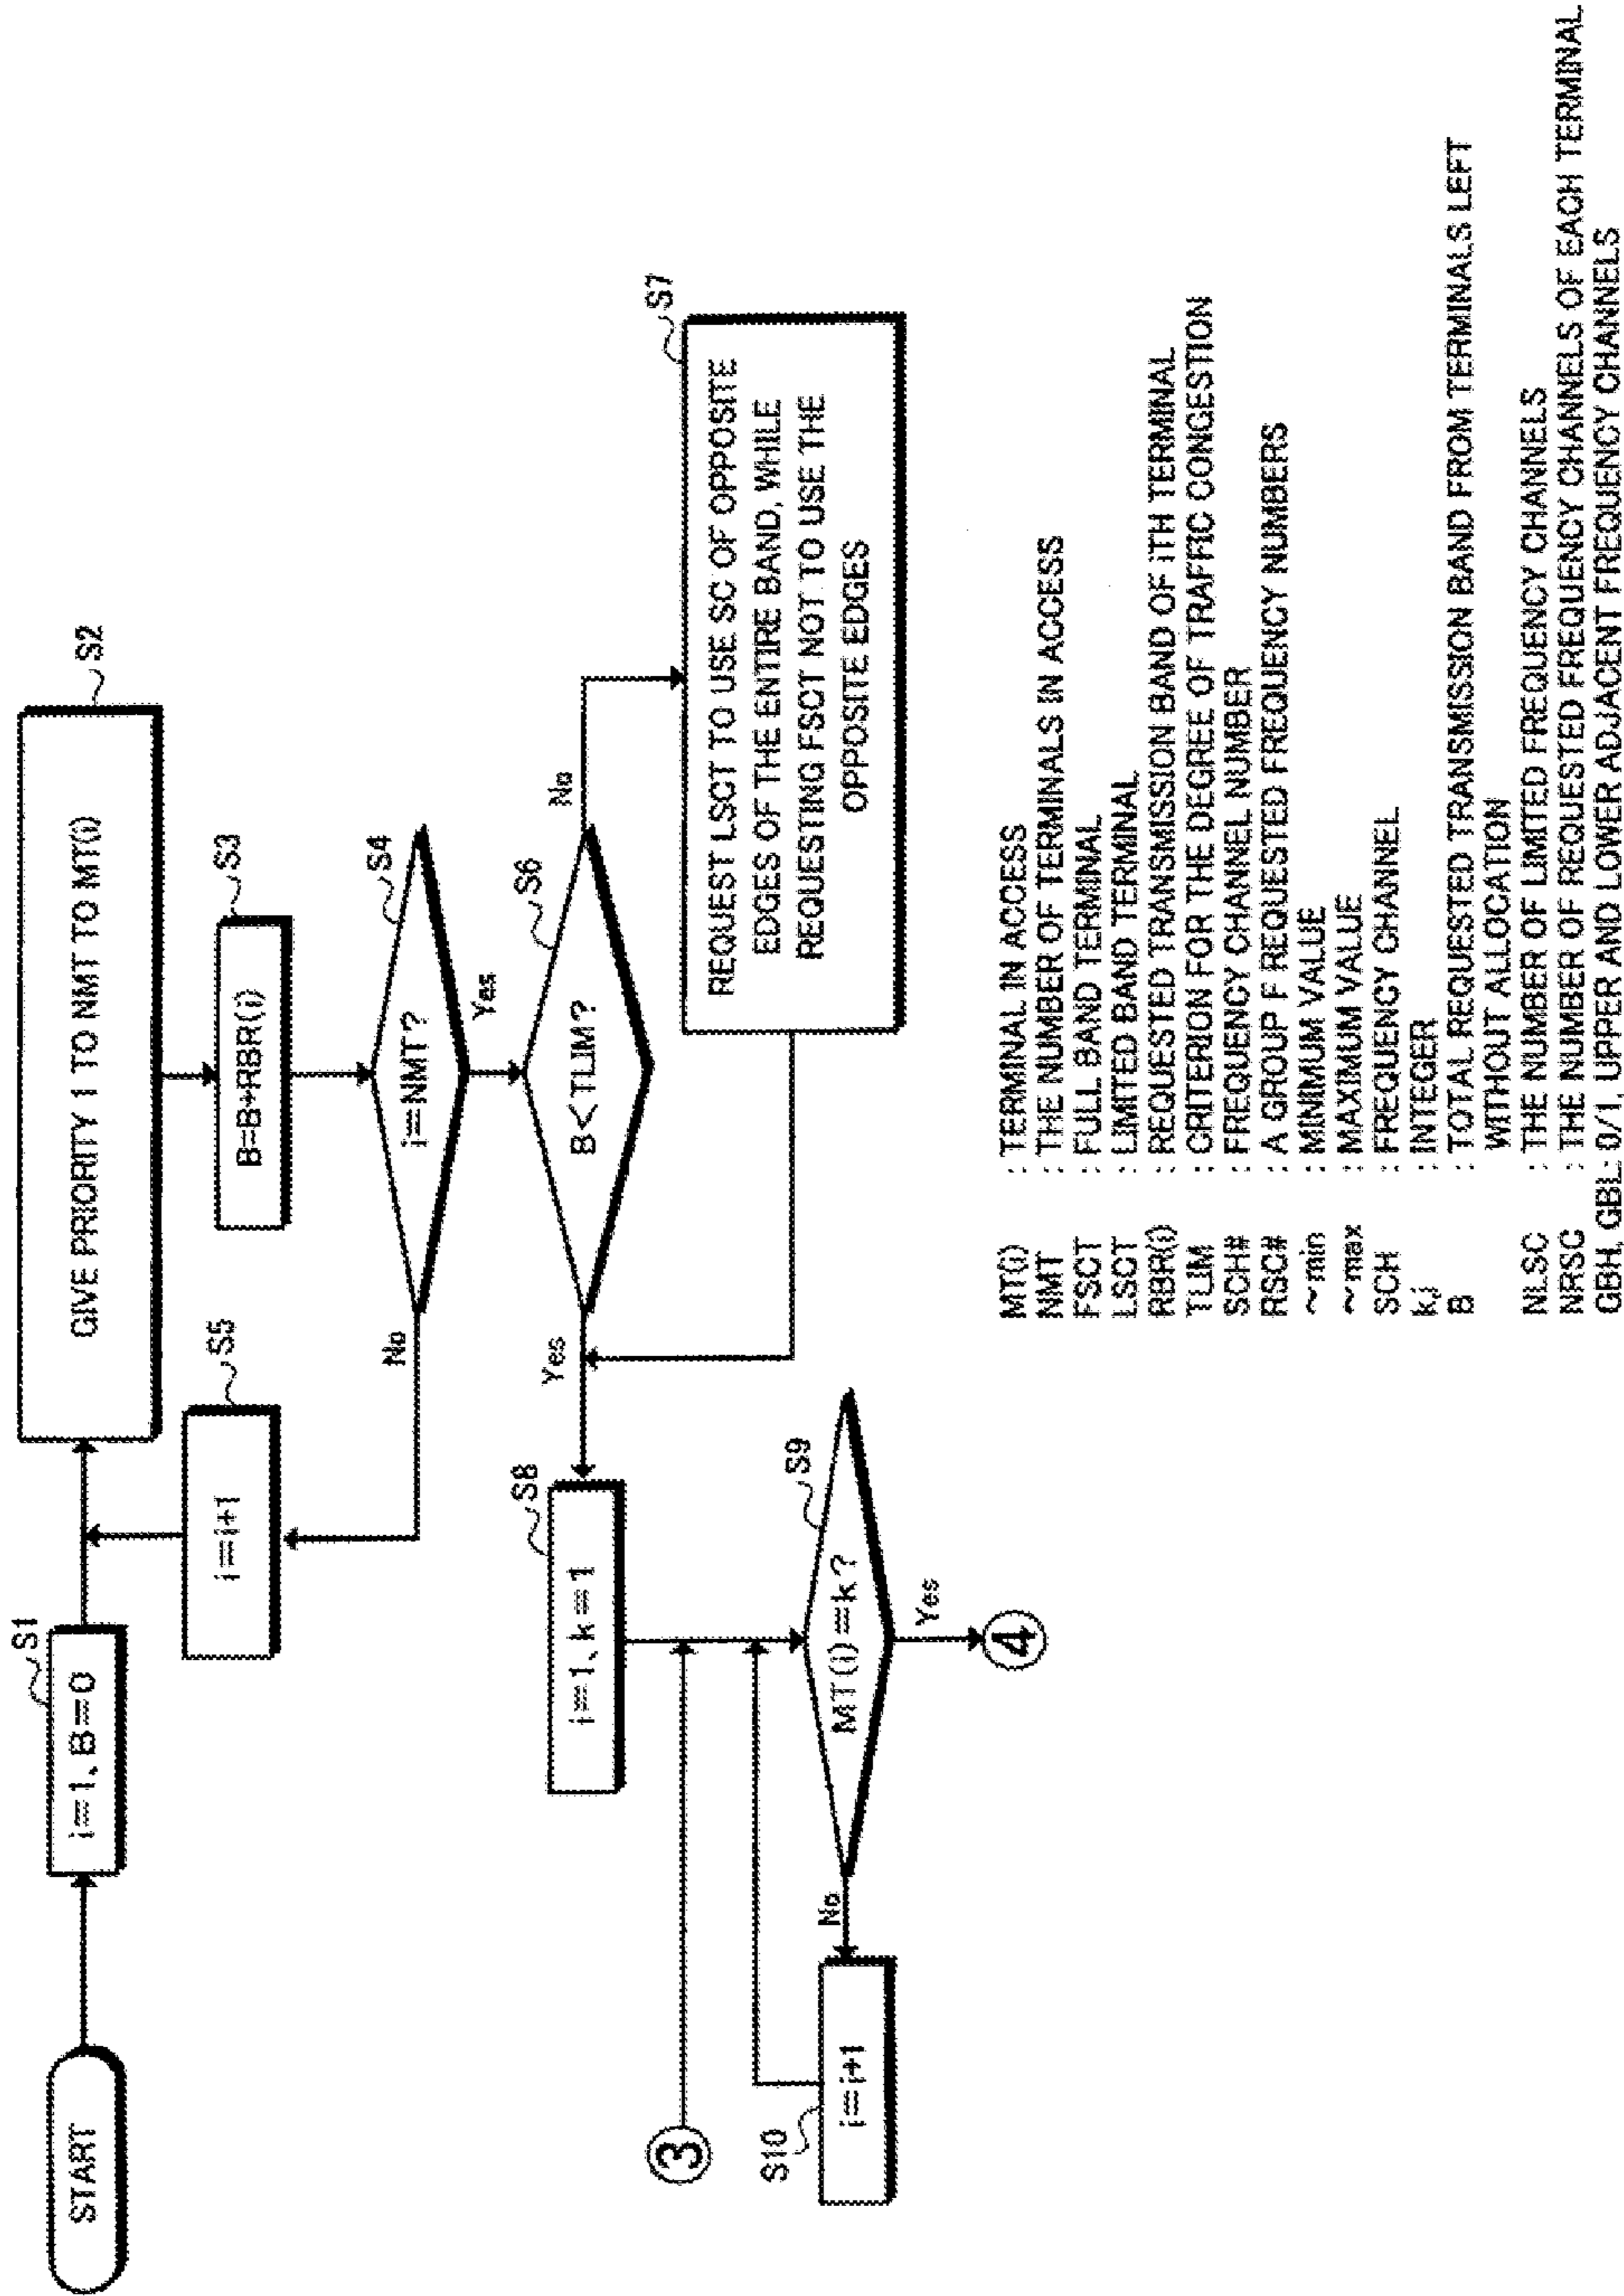 START
S1
i=1, B=0
S2
GIVE PRIORITY 1 TO NMT TO MT(i)
S3
B=B+RBR(i)
S4
i=NMT?
No
Yes
S5
i=i+1
S6
B<TLIM?
No
Yes
S7
REQUEST LSCT TO USE SC OF OPPOSITE
EDGES OF THE ENTIRE BAND, WHILE
REQUESTING FSCT NOT TO USE THE
OPPOSITE EDGES
S8
i=1, k=1
3
S9
MT(i)=k?
No
Yes
S10
i=i+1
4
MT(i) : TERMINAL IN ACCESS
NMT : THE NUMBER OF TERMINALS IN ACCESS
FSCT : FULL BAND TERMINAL
LSCT : LIMITED BAND TERMINAL
RBR(i) : REQUESTED TRANSMISSION BAND OF iTH TERMINAL
TLIM : CRITERION FOR THE DEGREE OF TRAFFIC CONGESTION
SCH# : FREQUENCY CHANNEL NUMBER
RSC# : A GROUP F REQUESTED FREQUENCY NUMBERS
~min : MINIMUM VALUE
~max : MAXIMUM VALUE
SCH : FREQUENCY CHANNEL
k,j : INTEGER
B : TOTAL REQUESTED TRANSMISSION BAND FROM TERMINALS LEFT
WITHOUT ALLOCATION
NLSC : THE NUMBER OF LIMITED FREQUENCY CHANNELS
NRSC : THE NUMBER OF REQUESTED FREQUENCY CHANNELS OF EACH TERMINAL
GBH, GBL: 0/1, UPPER AND LOWER ADJACENT FREQUENCY CHANNELS